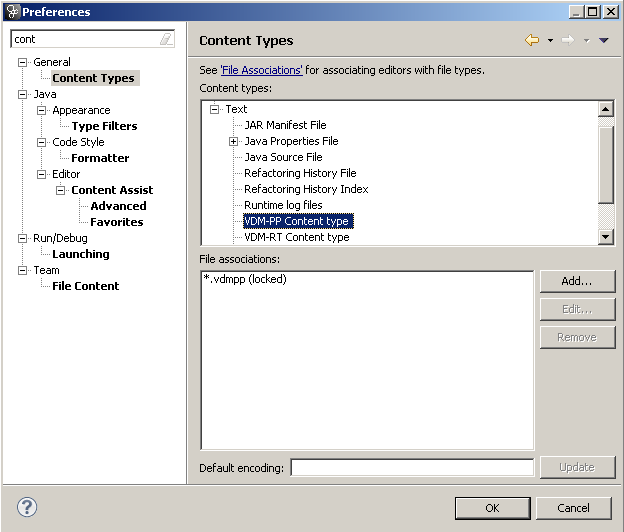 Preferences
cont
General
Content Types
Java
Appearance
Type Filters
Code Style
Formatter
Editor
Content Assist
Advanced
Favorites
Run/Debug
Launching
Team
File Content
Content Types
See 'File Associations' for associating editors with file types.
Content types:
Text
JAR Manifest File
Java Properties File
Java Source File
Refactoring History File
Refactoring History Index
Runtime log files
VDM-PP Content type
VDM-RT Content type
File associations:
*.vdmpp (locked)
Add...
Edit...
Remove
Default encoding:
Update
?
OK
Cancel